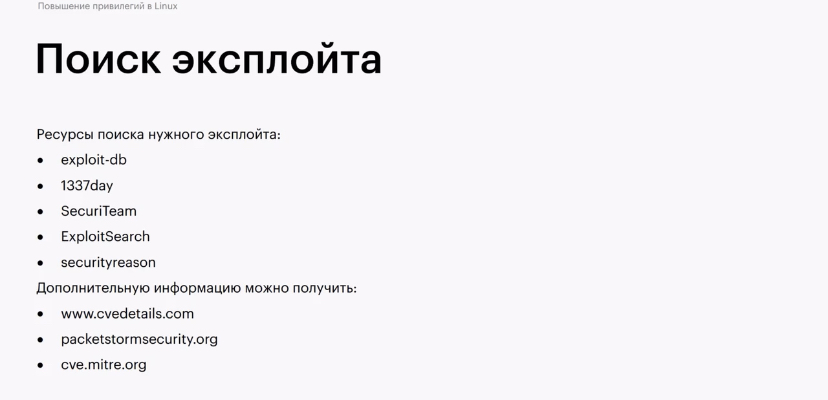 Повышение привилегий в Linux
Поиск эксплойта
Ресурсы поиска нужного эксплойта:
• exploit-db
• 1337day
• SecuriTeam
• ExploitSearch
• securityreason
Дополнительную информацию можно получить:
• www.cvedetails.com
• packetstormsecurity.org
• cve.mitre.org